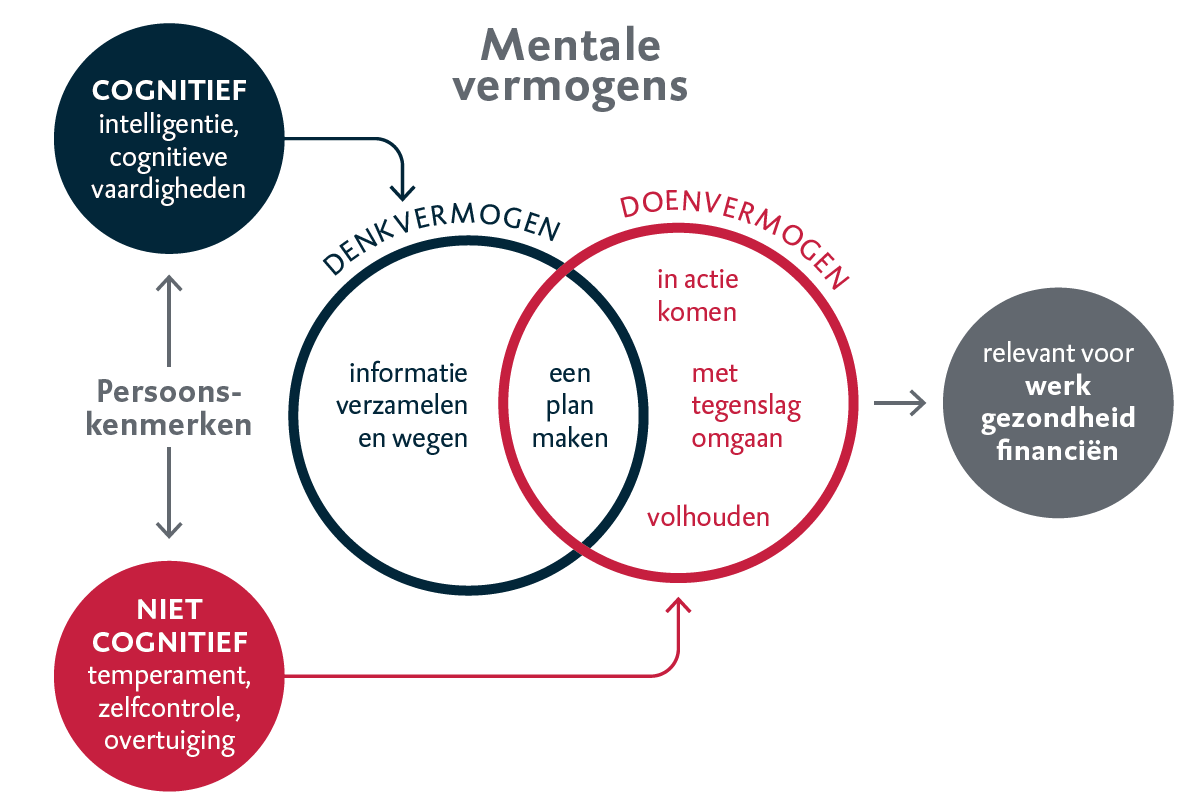 Mentale
vermogens
COGNITIEF
intelligentie,
cognitieve
vaardigheden
DENKVERMOGEN
DOENVERMOGEN
in actie
komen
informatie
verzamelen
en wegen
een
plan
maken
met
tegenslag
omgaan
volhouden
relevant voor
werk
gezondheid
financiën
Persoons-
kenmerken
NIET
COGNITIEF
temperament,
zelfcontrole,
overtuiging